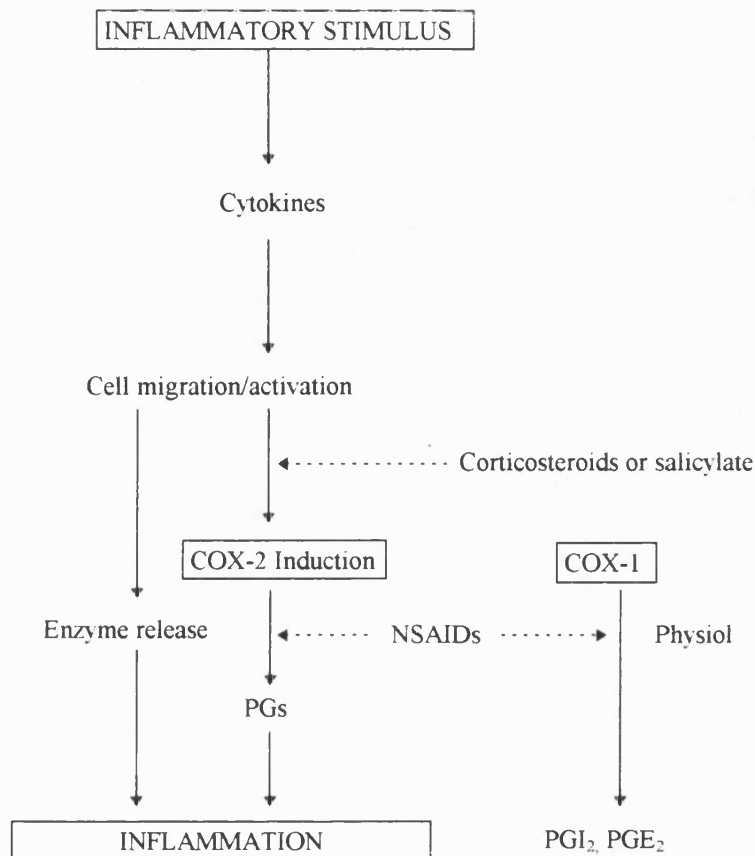 INFLAMMATORY STIMULUS
Cytokines
Cell migration/activation
Corticosteroids or salicylate
COX-2 Induction
COX-1
Enzyme release
NSAIDs
Physiol
PGs
INFLAMMATION
PGI₂, PGE₂